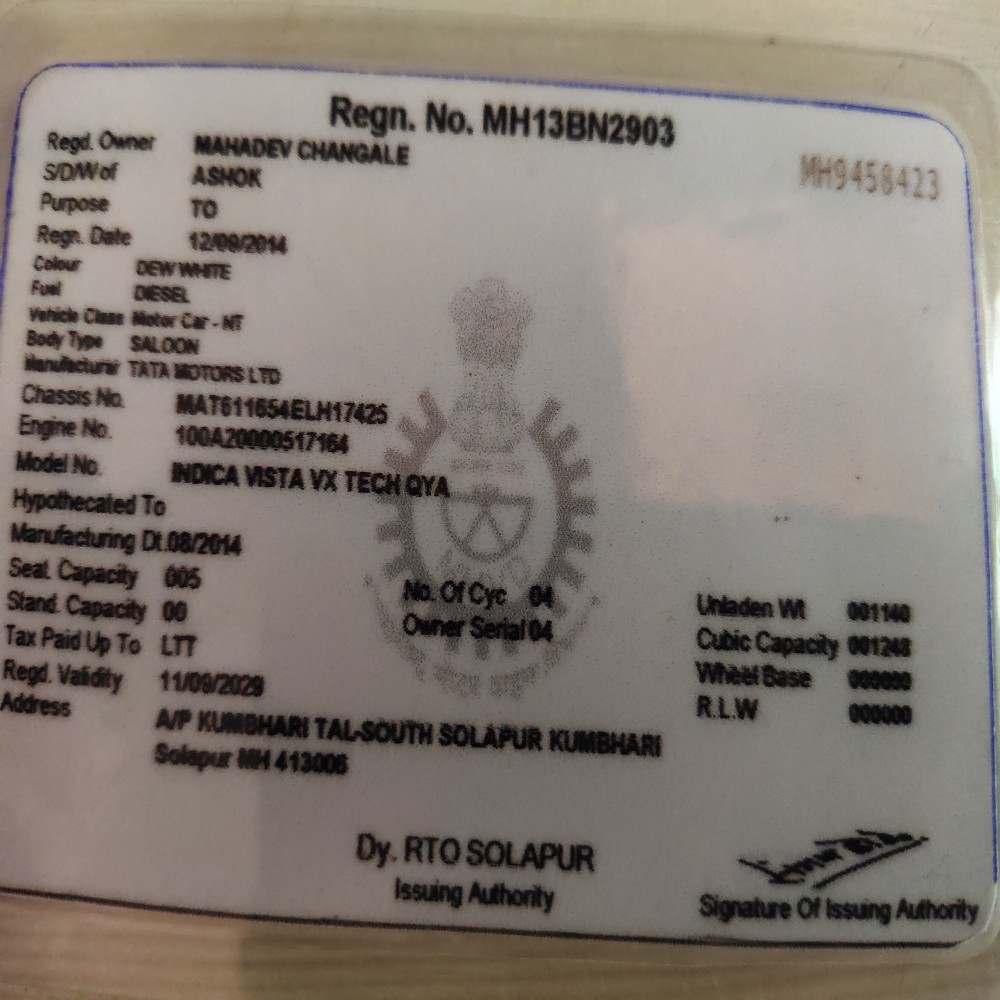 Regn. No. MH13BN2903
MH9458423
Regd. Owner MAHADEV CHANGALE
S/D/W of ASHOK
Purpose TO
Regn. Date 12/09/2014
Colour DEW WHITE
Fuel DIESEL
Vehicle Class Motor Car - NT
Body Type SALOON
Manufacturar TATA MOTORS LTD
Chassis No. MAT611654ELH17425
Engine No. 100A20000517164
Model No. INDICA VISTA VX TECH QYA
Hypothecated To
Manufacturing Dt.08/2014
Seat. Capacity 005
Stand. Capacity 00
No. Of Cyc 04
Unladen Wt 001140
Tax Paid Up To LTT
Owner Serial 04
Cubic Capacity 001248
Regd. Validity 11/09/2029
Wheel Base 000000
R.L.W 000000
Address A/P KUMBHARI TAL-SOUTH SOLAPUR KUMBHARI
Solapur MH 413006
Dy. RTO SOLAPUR
Issuing Authority
Signature Of Issuing Authority